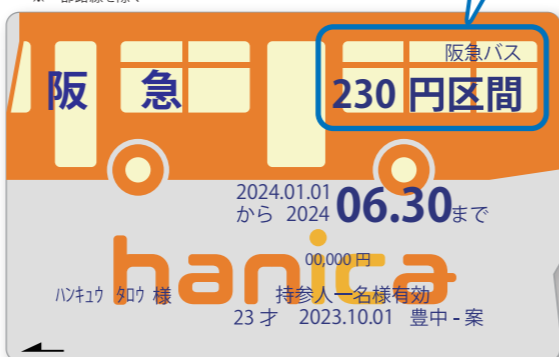 阪急バス
阪 急 230 円区間
2024.01.01
から 2024 06.30まで
hanica
00,000 円
ﾊﾝｷｭｳ ﾀﾛｳ 様 持参人一名様有効
23 才 2023.10.01 豊中 - 案